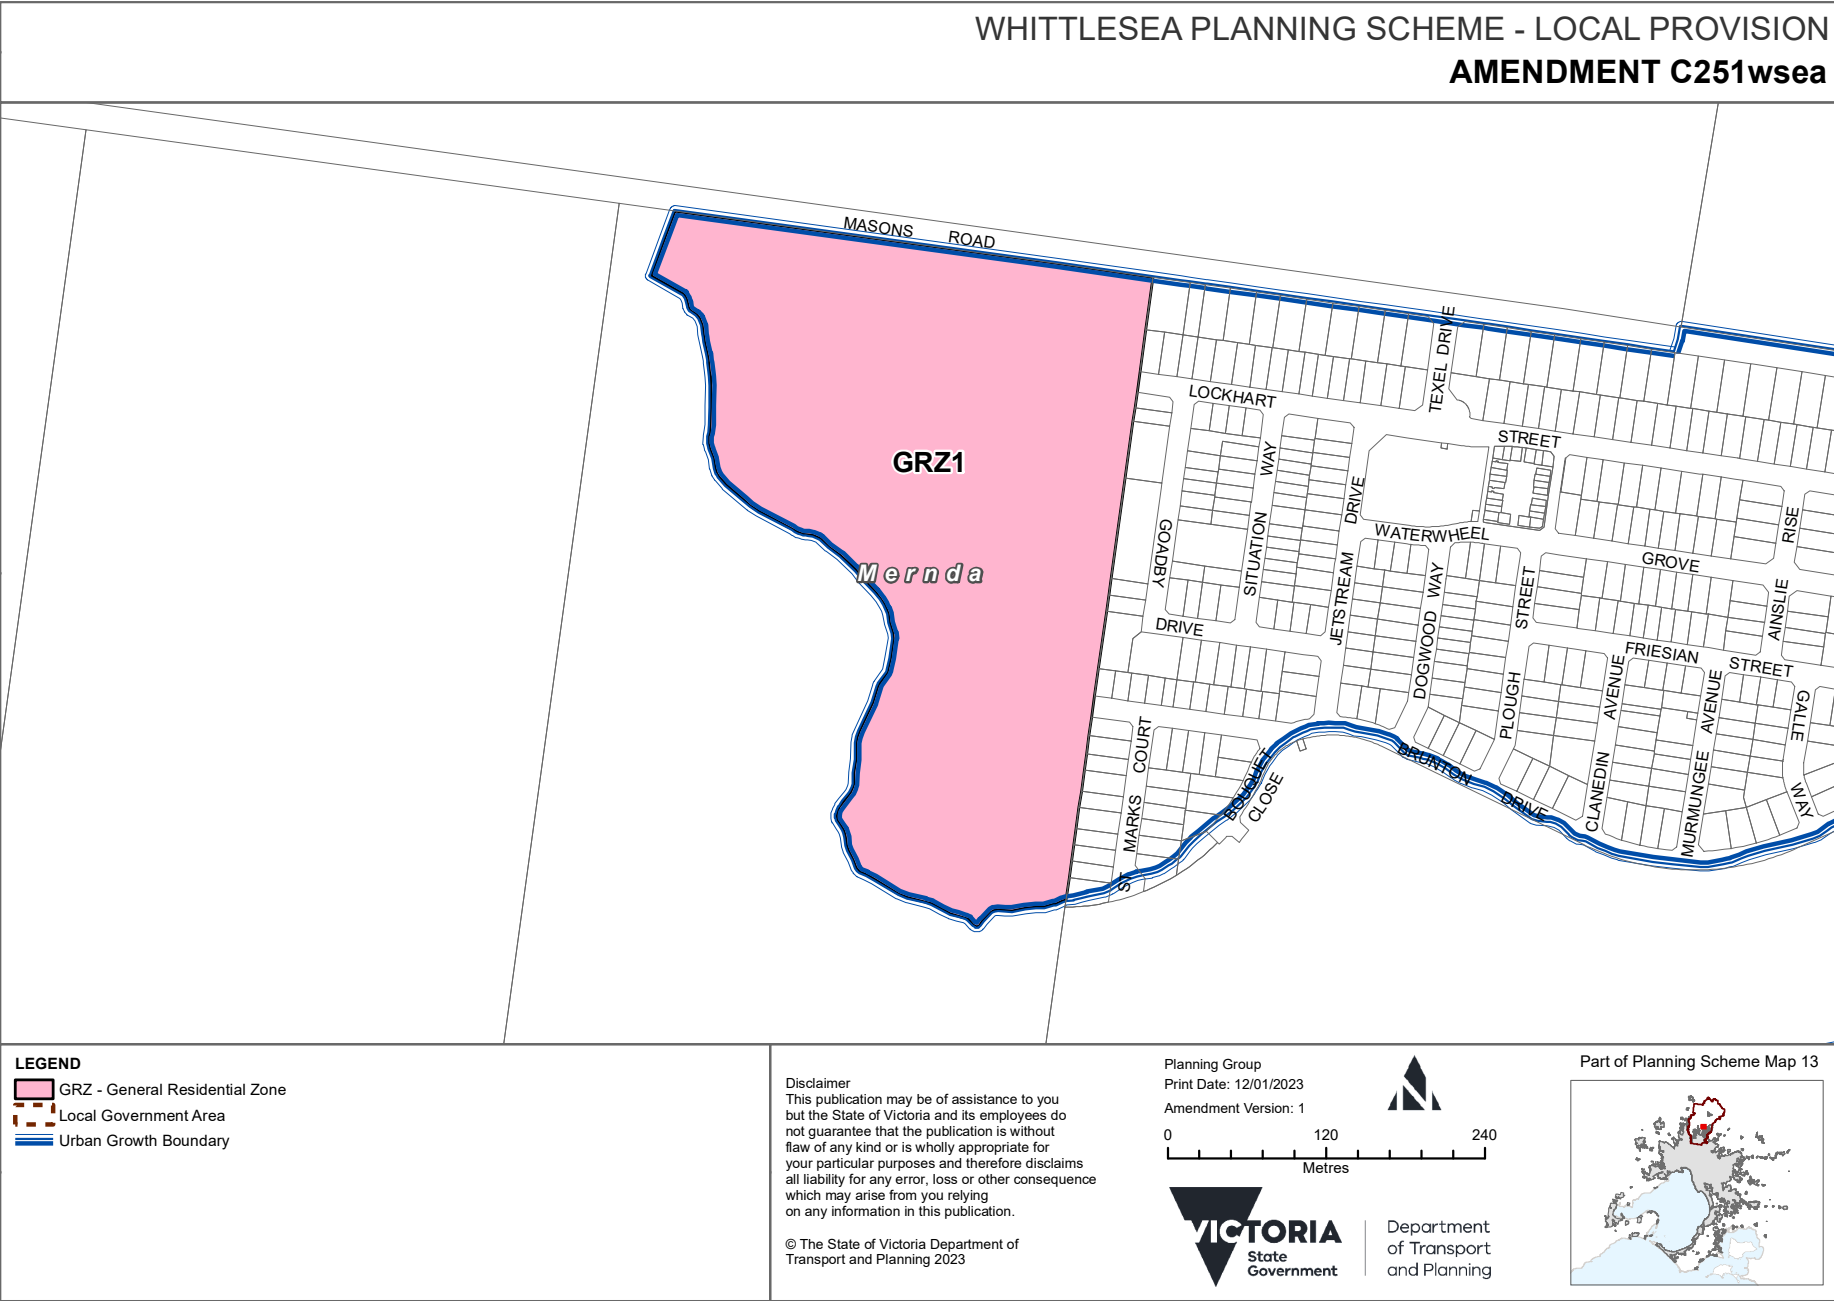 WHITTLESEA PLANNING SCHEME - LOCAL PROVISION
AMENDMENT C251wsea
MASONS ROAD
TEXEL DRIVE
LOCKHART
STREET
GRZ1
WAY
DRIVE
GOADBY
SITUATION
WATERWHEEL
RISE
GROVE
Mernda
JETSTREAM
DOGWOOD WAY
STREET
AINSLIE
DRIVE
FRIESIAN
STREET
PLOUGH
AVENUE
AVENUE
GALLE
COURT
BOUQUET
CLOSE
BRUNTON
DRIVE
CLANEDIN
MURMUNGEE
WAY
MARKS
ST
LEGEND
GRZ - General Residential Zone
Local Government Area
Urban Growth Boundary
Disclaimer
This publication may be of assistance to you
but the State of Victoria and its employees do
not guarantee that the publication is without
flaw of any kind or is wholly appropriate for
your particular purposes and therefore disclaims
all liability for any error, loss or other consequence
which may arise from you relying
on any information in this publication.
© The State of Victoria Department of
Transport and Planning 2023
Planning Group
Print Date: 12/01/2023
Amendment Version: 1
N
0 120 240
Metres
VICTORIA
State
Government
Department
of Transport
and Planning
Part of Planning Scheme Map 13